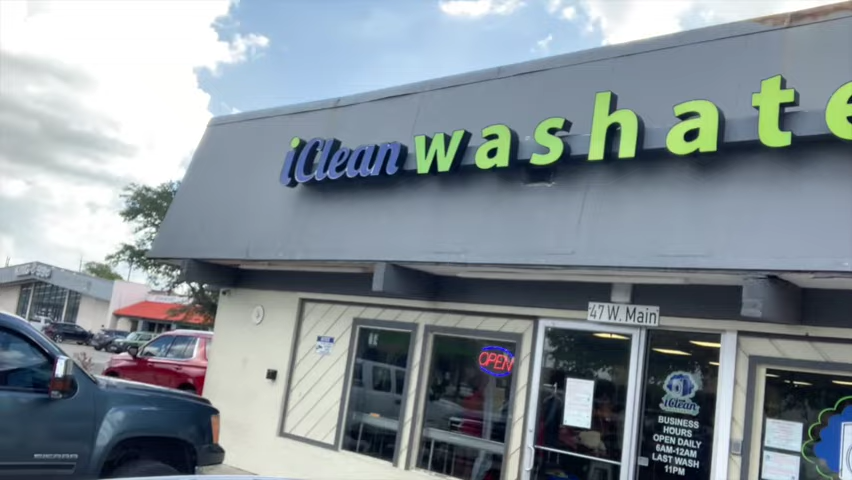 iClean washate
47 W. Main
OPEN
iClean
BUSINESS
HOURS
OPEN DAILY
6AM-12AM
LAST WASH
11PM